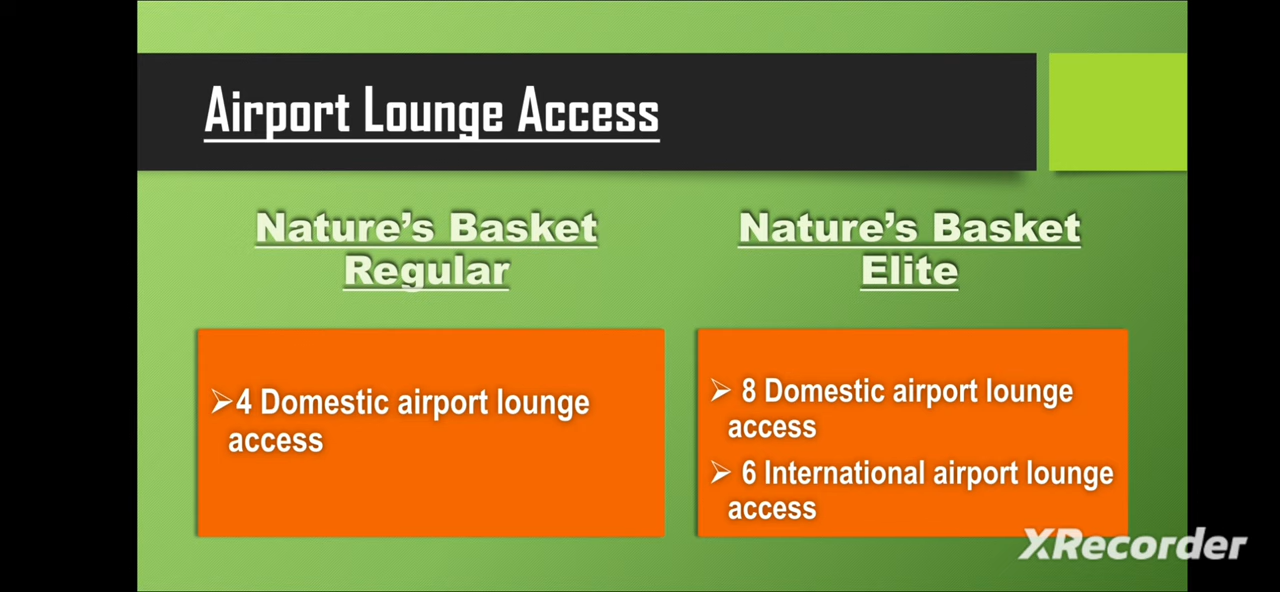 Airport Lounge Access
Nature’s Basket
Regular
Nature’s Basket
Elite
➢4 Domestic airport lounge
access
➢ 8 Domestic airport lounge
access
➢ 6 International airport lounge
access
XRecorder